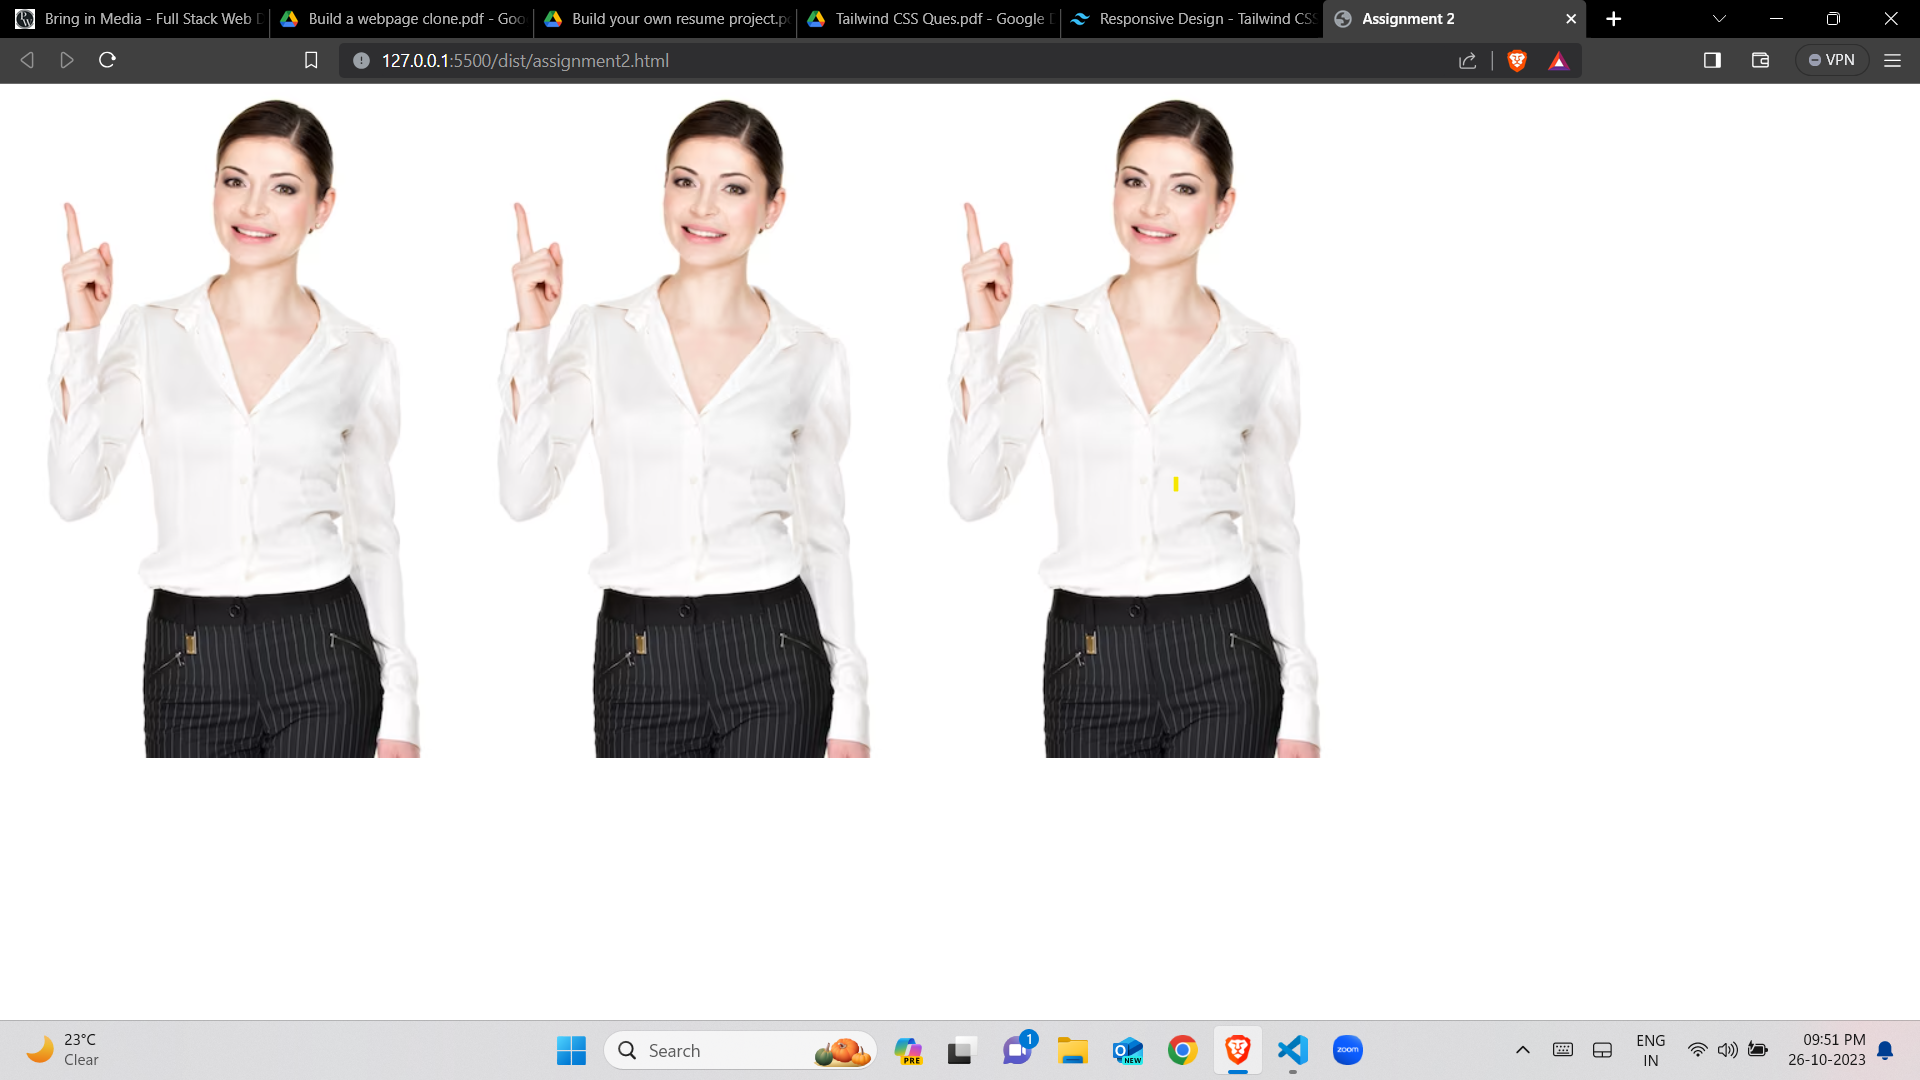 Bring in Media - Full Stack Web D
Build a webpage clone.pdf - Goo
Build your own resume project.pd
Tailwind CSS Ques.pdf - Google D
Responsive Design - Tailwind CSS
Assignment 2
127.0.0.1:5500/dist/assignment2.html
VPN
23°C
Clear
Search
PRE
1
NEW
zoom
ENG
IN
09:51 PM
26-10-2023